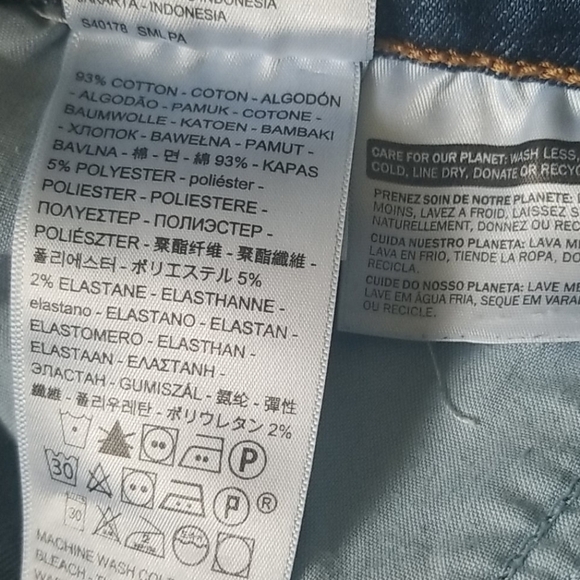 JAKARTA - INDONESIA
S40178 SML PA
93% COTTON - COTON - ALGODÓN
- ALGODÃO - PAMUK - COTONE -
BAUMWOLLE - KATOEN - BAMBAKI
- ХЛОПОК - BAWEŁNA - PAMUT -
BAVLNA - 棉 - 면 - 綿 93% - KAPAS
5% POLYESTER - poliéster -
POLIESTERE - POLIESTERE -
ΠΟΛΥΕΣΤΕΡ - ПОЛИЭСТЕР -
POLIÉSZTER - 聚酯纤维 - 聚酯纖維 -
폴리에스터 - ポリエステル 5%
2% ELASTANE - ELASTHANNE -
elastano - ELASTANO - ELASTAN -
ELASTOMERO - ELASTHAN -
ELASTAAN - ΕΛΑΣΤΑΝΗ -
ЭЛАСТАН - GUMISZÁL - 氨纶 - 彈性
纖維 - 폴리우레탄 - ポリウレタン 2%
P
30
P ®
30
2
MACHINE WASH COLD
BLEACH -
CARE FOR OUR PLANET: WASH LESS
COLD, LINE DRY, DONATE OR RECYC
PRENEZ SOIN DE NOTRE PLANETE:
MOINS, LAVEZ A FROID, LAISSEZ S
NATURELLEMENT, DONNEZ OU REC
CUIDA NUESTRO PLANETA: LAVA M
LAVA EN FRIO, TIENDE LA ROPA, DO
RECICLA.
CUIDE DO NOSSO PLANETA: LAVE ME
LAVE EM ÁGUA FRIA, SEQUE EM VARA
OU RECICLE.